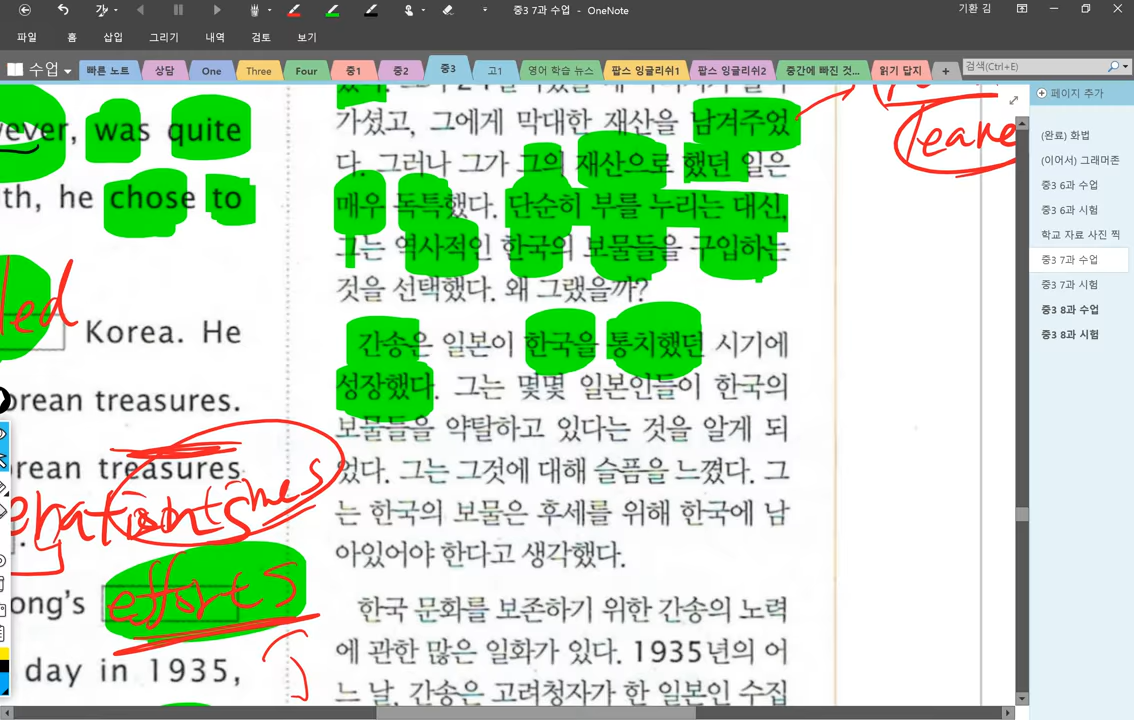 중3 7과 수업 - OneNote
기환 김
파일 홈 삽입 그리기 내역 검토 보기
수업 빠른 노트 상담 One Three Four 중1 중2 중3 고1 영어 학습 뉴스 팝스 잉글리쉬1 팝스 잉글리쉬2 중간에 빠진 것... 읽기 답지 + 검색(Ctrl+E)
페이지 추가
(완료) 화법
(이어서) 그래머존
중3 6과 수업
중3 6과 시험
학교 자료 사진 찍
중3 7과 수업
중3 7과 시험
중3 8과 수업
중3 8과 시험
ever, was quite
th, he chose to
led
Korea. He
orean treasures.
rean treasures
ong's efforts
day in 1935,
가셨고, 그에게 막대한 재산을 남겨주었
다. 그러나 그가 그의 재산으로 했던 일은
매우 독특했다. 단순히 부를 누리는 대신,
그는 역사적인 한국의 보물들을 구입하는
것을 선택했다. 왜 그랬을까?
간송은 일본이 한국을 통치했던 시기에
성장했다. 그는 몇몇 일본인들이 한국의
보물들을 약탈하고 있다는 것을 알게 되
었다. 그는 그것에 대해 슬픔을 느꼈다. 그
는 한국의 보물은 후세를 위해 한국에 남
아있어야 한다고 생각했다.
한국 문화를 보존하기 위한 간송의 노력
에 관한 많은 일화가 있다. 1935년의 어
느 날, 간송은 고려청자가 한 일본인 수집
leave